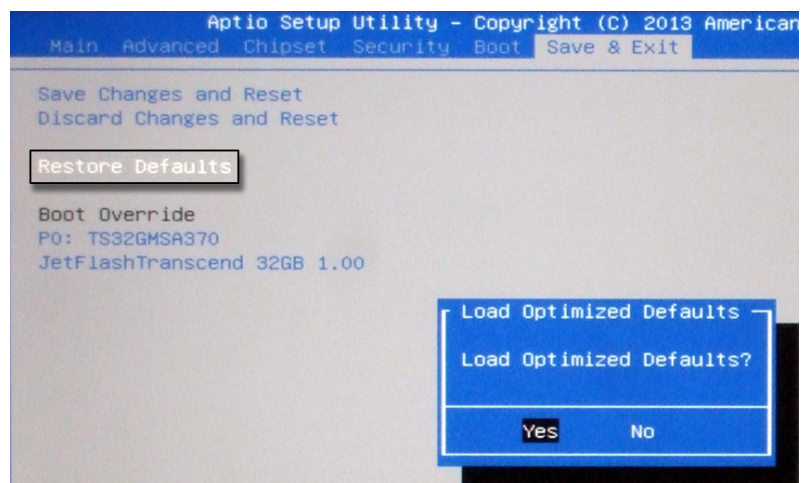 Aptio Setup Utility – Copyright (C) 2013 American
Main Advanced Chipset Security Boot Save & Exit
Save Changes and Reset
Discard Changes and Reset
Restore Defaults
Boot Override
P0: TS32GMSA370
JetFlashTranscend 32GB 1.00
Load Optimized Defaults
Load Optimized Defaults?
Yes No